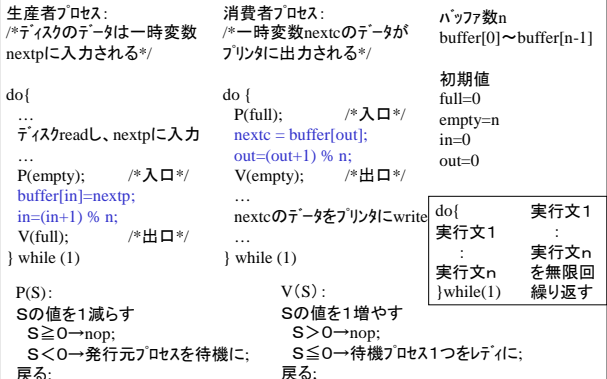 生産者ﾌﾟﾛｾｽ:
/*ﾃﾞｨｽｸのﾃﾞｰﾀは一時変数
nextpに入力される*/
do{
…
ﾃﾞｨｽｸreadし、nextpに入力
…
P(empty); /*入口*/
buffer[in]=nextp;
in=(in+1) % n;
V(full); /*出口*/
} while (1)
消費者ﾌﾟﾛｾｽ:
/*一時変数nextcのﾃﾞｰﾀが
ﾌﾟﾘﾝﾀに出力される*/
do {
P(full); /*入口*/
nextc = buffer[out];
out=(out+1) % n;
V(empty); /*出口*/
…
nextcのﾃﾞｰﾀをﾌﾟﾘﾝﾀにwrite
…
} while (1)
ﾊﾞｯﾌｧ数n
buffer[0]～buffer[n-1]
初期値
full=0
empty=n
in=0
out=0
do{ 実行文1
実行文1 :
: 実行文n
実行文n を無限回
}while(1) 繰り返す
P(S):
Sの値を1減らす
S≧0→nop;
S<0→発行元ﾌﾟﾛｾｽを待機に;
戻る;
V(S):
Sの値を1増やす
S>0→nop;
S≦0→待機ﾌﾟﾛｾｽ1つをﾚﾃﾞｨに;
戻る;